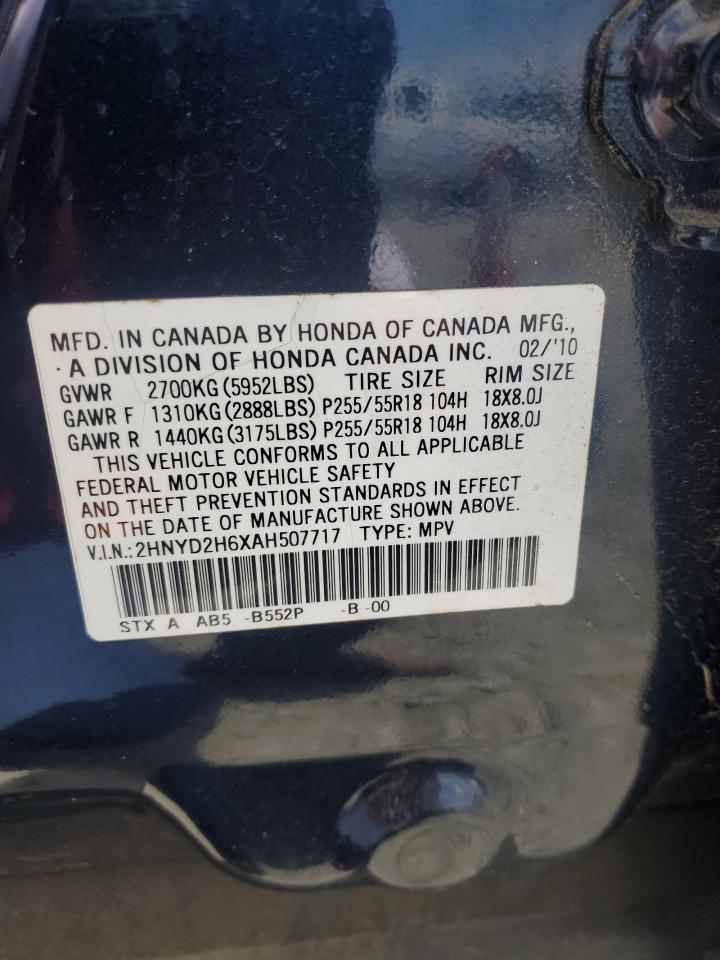 MFD. IN CANADA BY HONDA OF CANADA MFG.,
· A DIVISION OF HONDA CANADA INC. 02/'10
GVWR 2700KG (5952LBS) TIRE SIZE RIM SIZE
GAWR F 1310KG (2888LBS) P255/55R18 104H 18X8.0J
GAWR R 1440KG (3175LBS) P255/55R18 104H 18X8.0J
THIS VEHICLE CONFORMS TO ALL APPLICABLE
FEDERAL MOTOR VEHICLE SAFETY
AND THEFT PREVENTION STANDARDS IN EFFECT
ON THE DATE OF MANUFACTURE SHOWN ABOVE.
V.I.N.: 2HNYD2H6XAH507717 TYPE: MPV
STX A AB5 -B552P -B -00